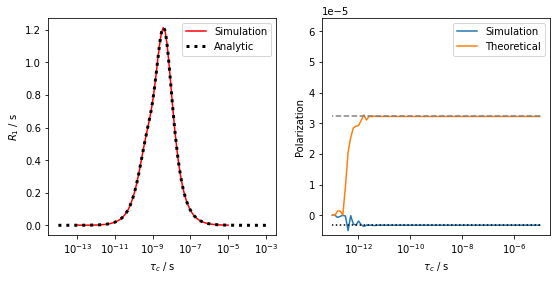 1e−5
Simulation
Analytic
1.2
1.0
0.8
0.6
0.4
0.2
0.0
R₁ / s
10⁻¹³ 10⁻¹¹ 10⁻⁹ 10⁻⁷ 10⁻⁵ 10⁻³
τc / s
Simulation
Theoretical
6
5
4
3
2
1
0
Polarization
10⁻¹² 10⁻¹⁰ 10⁻⁸ 10⁻⁶
τc / s